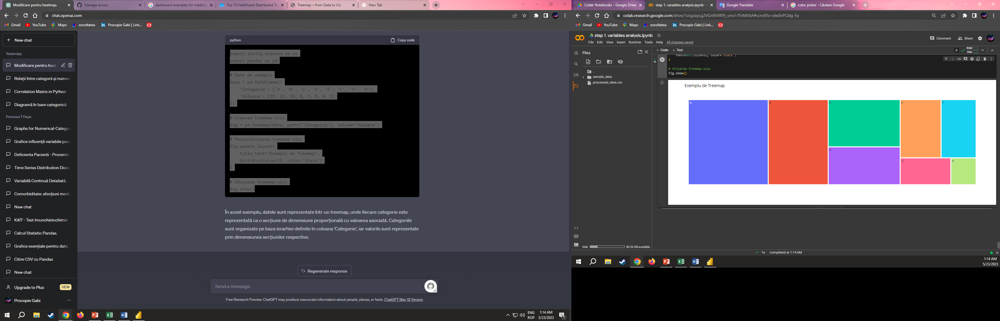 Modificare pentru heatmap.
Manage access
dashboard examples for medicin
Top 10 Healthcare Dashboard Te
Treemap – from Data to Viz
New Tab
chat.openai.com
Gmail
YouTube
Maps
ezvoltatea
Procopie Gabi | Link...
New chat
Yesterday
Modificare pentru heat
Relații între categorii și numeri
Correlation Matrix in Python
Diagramă în bare categorică
Previous 7 Days
Graphs for Numerical-Categor
Grafice influență variabile paci
Deficienta Pacienti - Procente
Time Series Distribution Disco
Variabilă Continuă Detaliată.
Comorbiditate: afecțiuni medic
New chat
Ki67 - Test Imunohistochimic
Calcul Statistic Pandas.
Grafice esențiale pentru date.
Citire CSV cu Pandas
New chat
Upgrade to Plus
NEW
Procopie Gabi
python
Copy code
import plotly.express as px
import pandas as pd
# Date de exemplu
data = pd.DataFrame({
'Categorie': ['A', 'B', 'C', 'D', 'E', 'F', 'G', 'H'],
'Valoare': [20, 15, 10, 8, 7, 6, 4, 2]
})
# Crearea treemap-ului
fig = px.treemap(data, path=['Categorie'], values='Valoare')
# Personalizarea treemap-ului
fig.update_layout(
title_text="Exemplu de Treemap",
font=dict(size=12, color='black')
)
# Afișarea treemap-ului
fig.show()
În acest exemplu, datele sunt reprezentate într-un treemap, unde fiecare categorie este
reprezentată ca o secțiune de dimensiune proporțională cu valoarea asociată. Categoriile
sunt organizate pe baza ierarhiei definite în coloana 'Categorie', iar valorile sunt reprezentate
prin dimensiunea secțiunilor respective.
Regenerate response
Send a message.
Free Research Preview. ChatGPT may produce inaccurate information about people, places, or facts. ChatGPT May 12 Version
ENG
ROP
1:14 AM
5/23/2023
1
Colab Notebooks - Google Drive
step 1. variables analysis.ipynb -
Google Translate
color picker - Căutare Google
colab.research.google.com/drive/1zsgJayLg2VGn9iVlRPj_onvJ-fTnM56A#scrollTo=dw0vPCklg-Fp
Gmail
YouTube
Maps
ezvoltatea
Procopie Gabi | Link...
step 1. variables analysis.ipynb
File
Edit
View
Insert
Runtime
Tools
Help
All changes saved
Comment
Share
Files
+ Code
+ Text
B
RAM
Disk
{x}
..
sample_data
processed_data.csv
1s
font=dict(size=12, color='black')
)
# Afișarea treemap-ului
fig.show()
Exemplu de Treemap
A
B
C
D
E
F
G
H
Disk
83.53 GB available
1s
completed at 1:14 AM
1:14 AM
5/23/2023